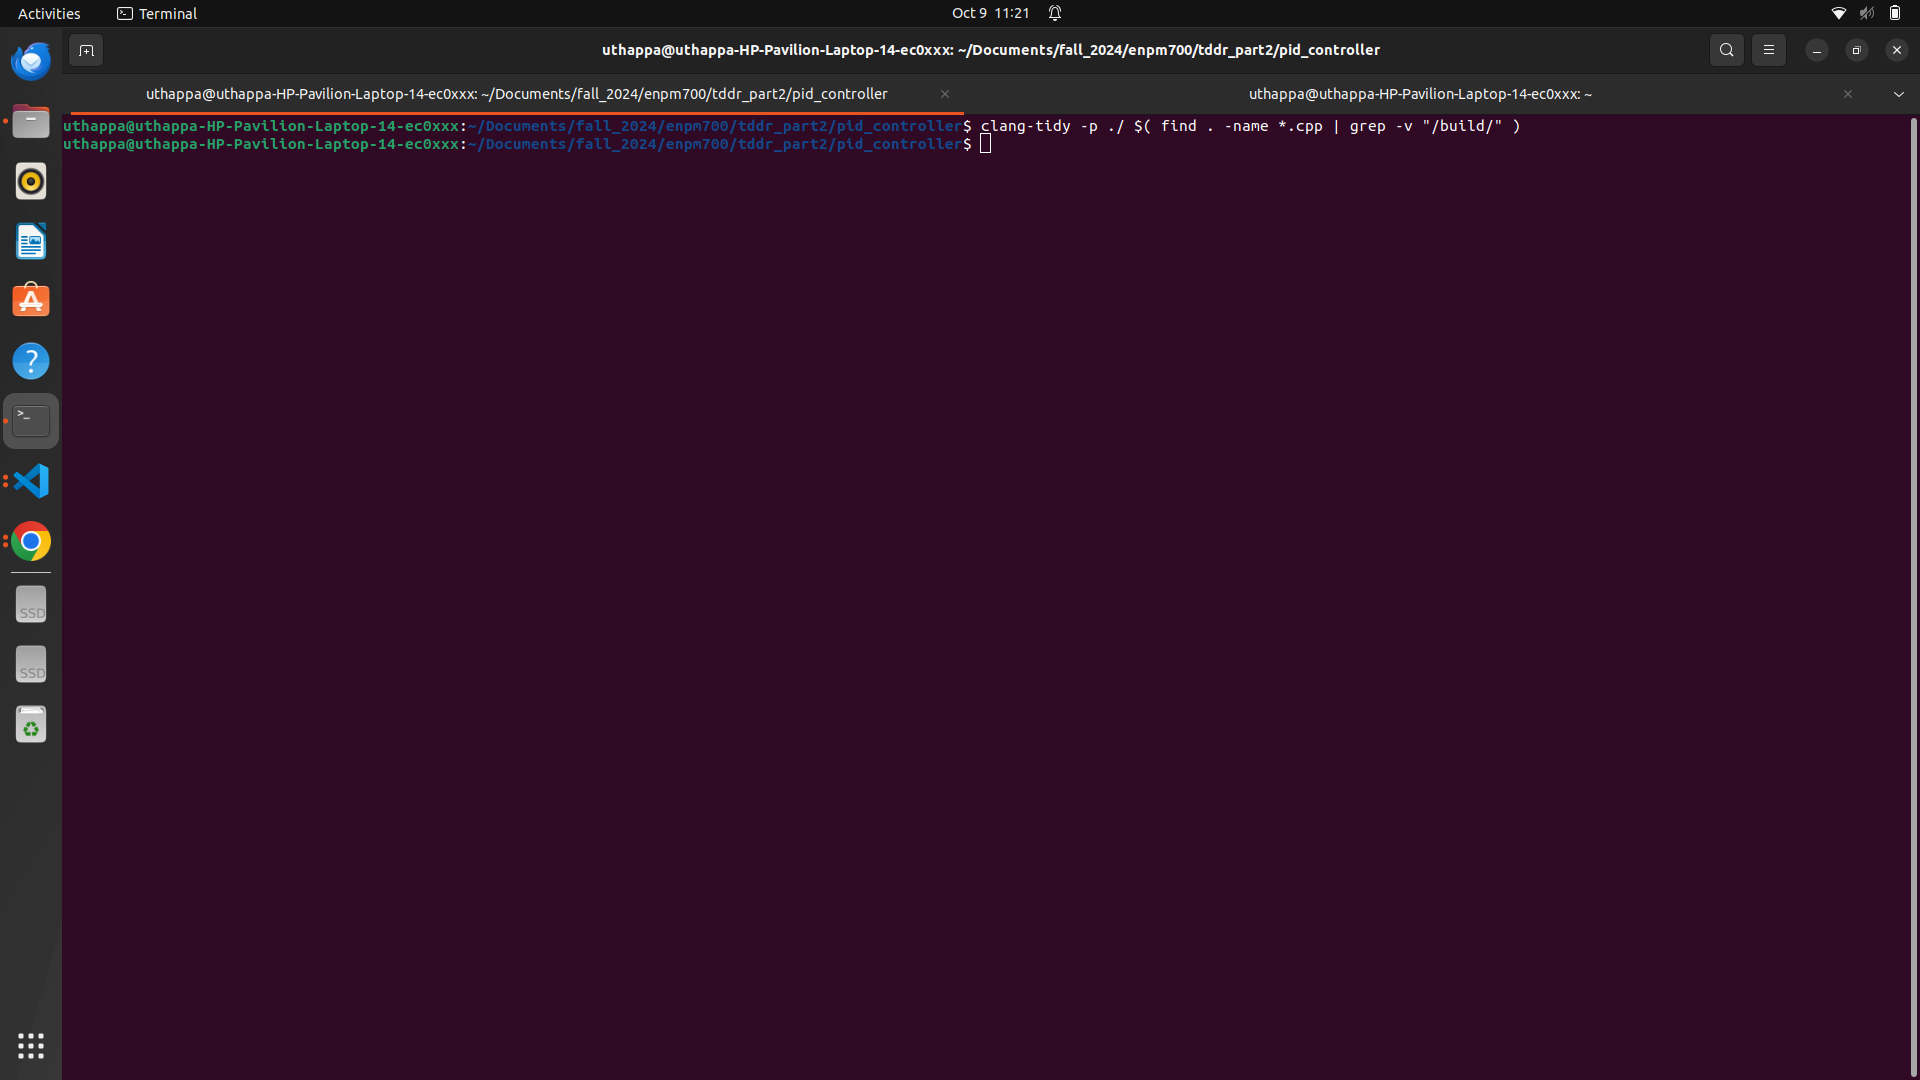 Activities
Terminal
Oct 9 11:21
uthappa@uthappa-HP-Pavilion-Laptop-14-ec0xxx: ~/Documents/fall_2024/enpm700/tddr_part2/pid_controller
uthappa@uthappa-HP-Pavilion-Laptop-14-ec0xxx: ~/Documents/fall_2024/enpm700/tddr_part2/pid_controller
uthappa@uthappa-HP-Pavilion-Laptop-14-ec0xxx: ~
uthappa@uthappa-HP-Pavilion-Laptop-14-ec0xxx:~/Documents/fall_2024/enpm700/tddr_part2/pid_controller$ clang-tidy -p ./ $( find . -name *.cpp | grep -v "/build/" )
uthappa@uthappa-HP-Pavilion-Laptop-14-ec0xxx:~/Documents/fall_2024/enpm700/tddr_part2/pid_controller$
SSD
SSD